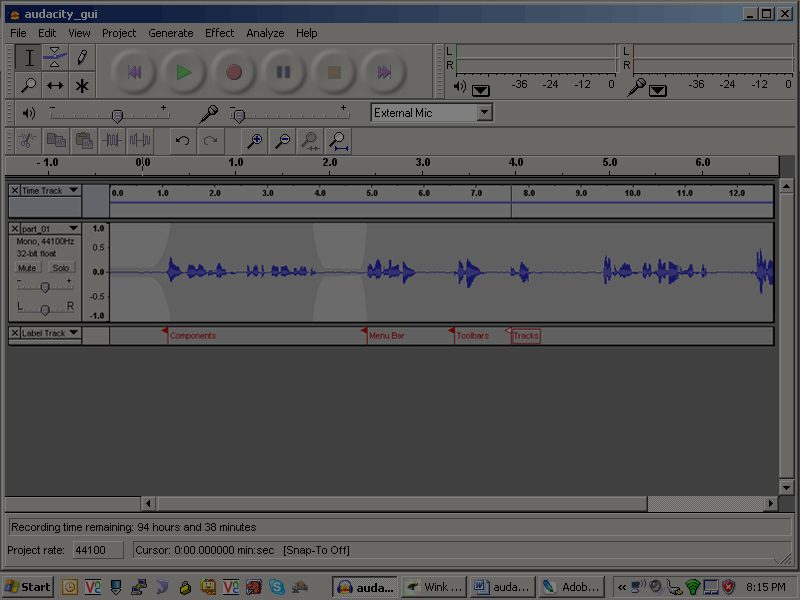 audacity_gui
File Edit View Project Generate Effect Analyze Help
L
R
-36 -24 -12 0
L
R
-36 -24 -12 0
- + - + External Mic
- 1.0 0.0 1.0 2.0 3.0 4.0 5.0 6.0 7.0
Time Track
0.0 1.0 2.0 3.0 4.0 5.0 6.0 7.0 8.0 9.0 10.0 11.0 12.0
part_01
Mono, 44100Hz
32-bit float
Mute Solo
- +
L R
1.0
0.5
0.0
-0.5
-1.0
Label Track
Components Menu Bar Toolbars Tracks
Recording time remaining: 94 hours and 38 minutes
Project rate: 44100 Cursor: 0:00.000000 min:sec [Snap-To Off]
Start auda... Wink ... auda... Adob... 8:15 PM